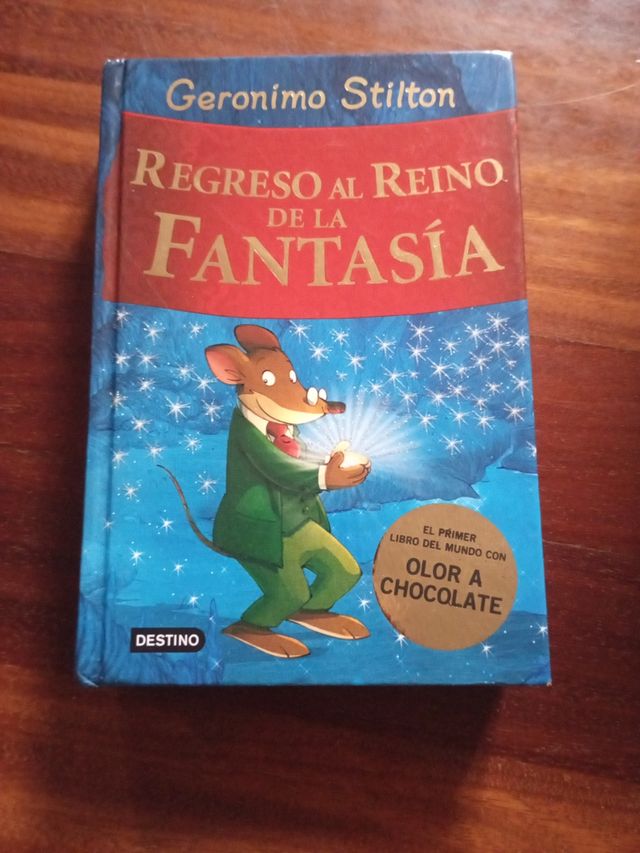 Geronimo Stilton
REGRESO AL REINO
DE LA
FANTASÍA
EL PRIMER
LIBRO DEL MUNDO CON
OLOR A
CHOCOLATE
DESTINO